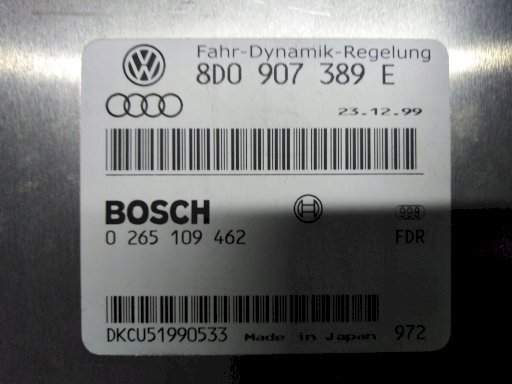 Fahr-Dynamik-Regelung
8D0 907 389 E
23.12.99
BOSCH
0 265 109 462 FDR
DKCU51990533 Made in Japan 972